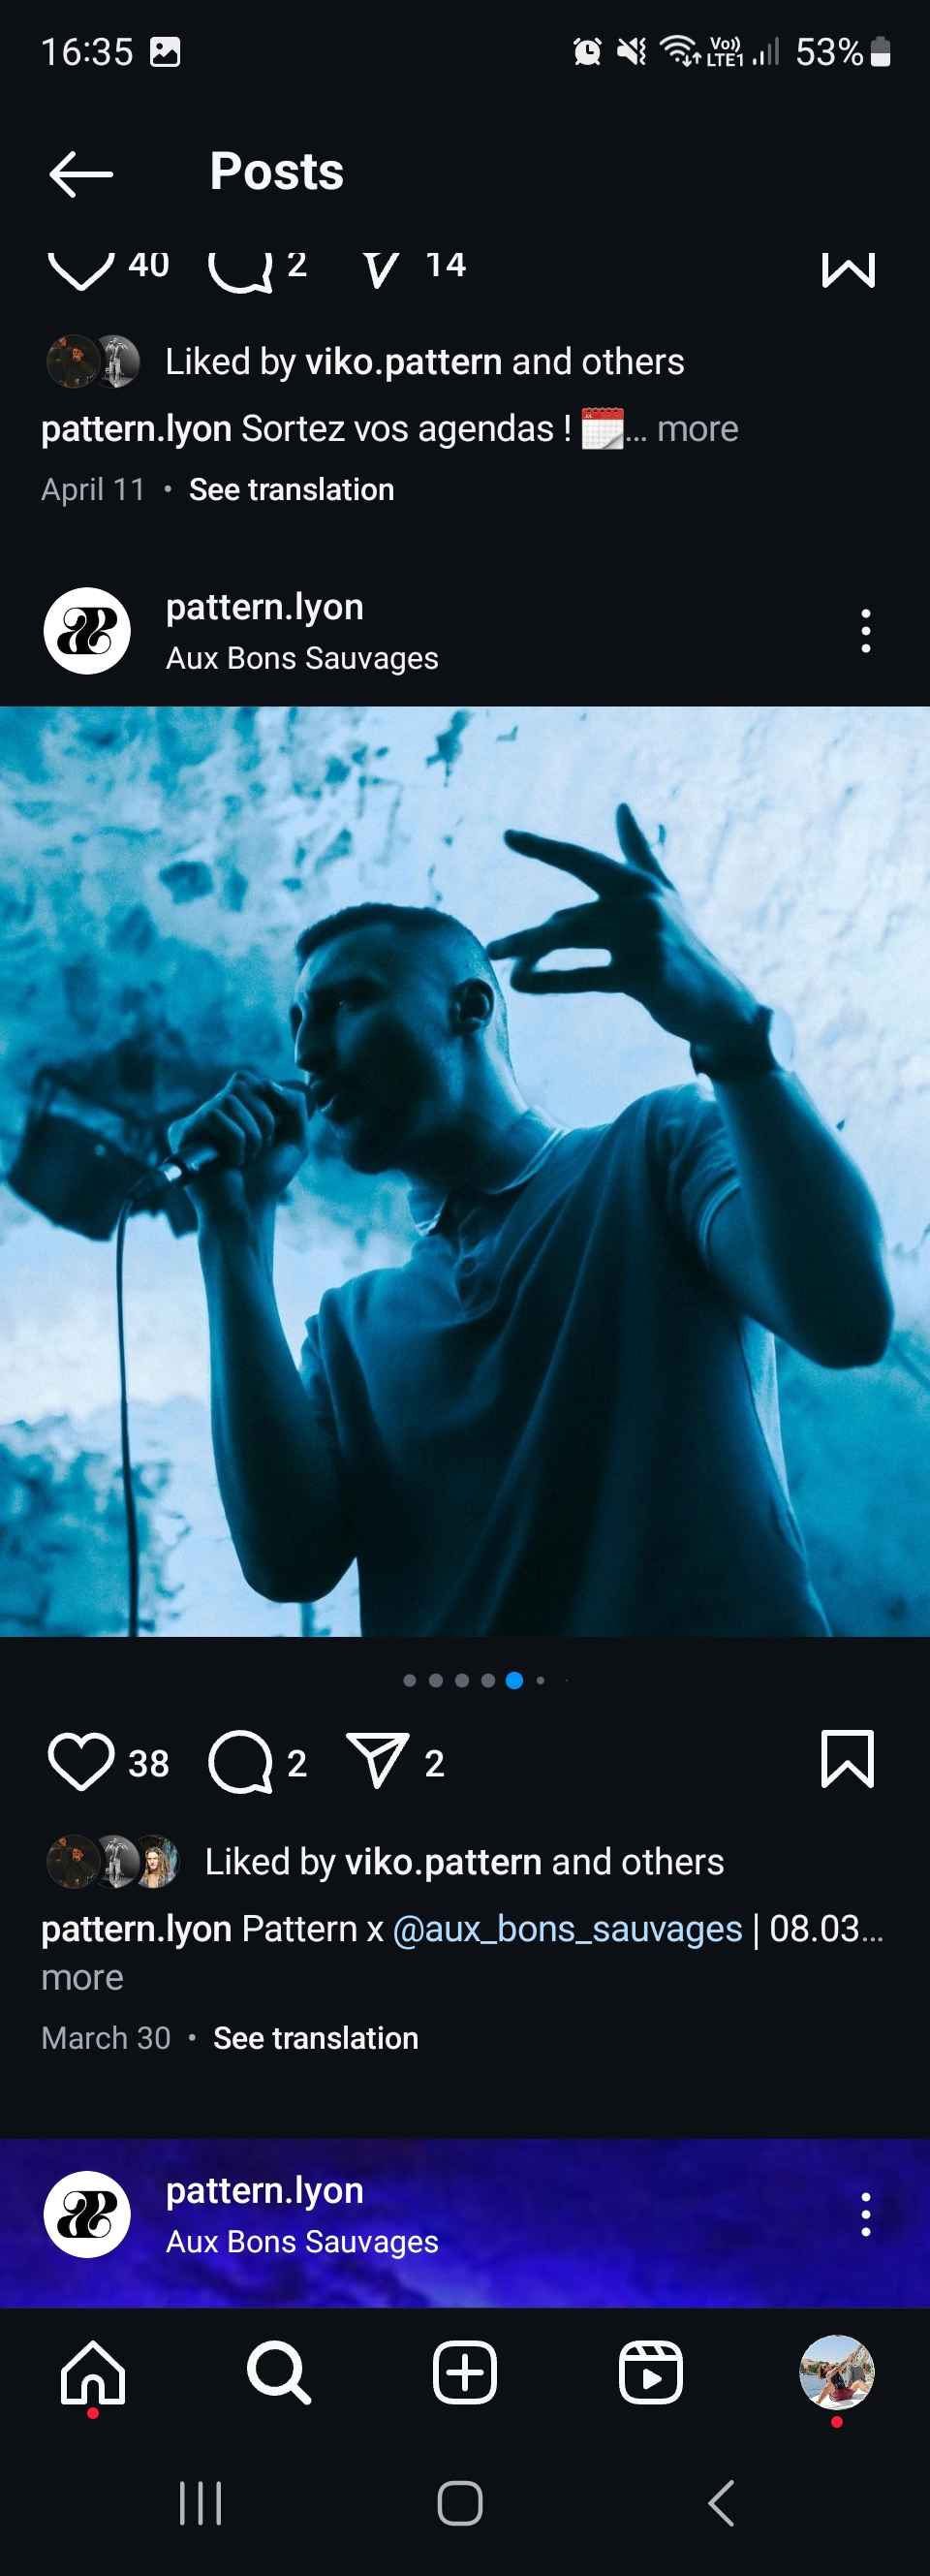 16:35
Vo)) LTE1 53%
Posts
40 2 14
Liked by viko.pattern and others
pattern.lyon Sortez vos agendas ! 🗓️... more
April 11 • See translation
pattern.lyon
Aux Bons Sauvages
38 2 2
Liked by viko.pattern and others
pattern.lyon Pattern x @aux_bons_sauvages | 08.03...
more
March 30 • See translation
pattern.lyon
Aux Bons Sauvages